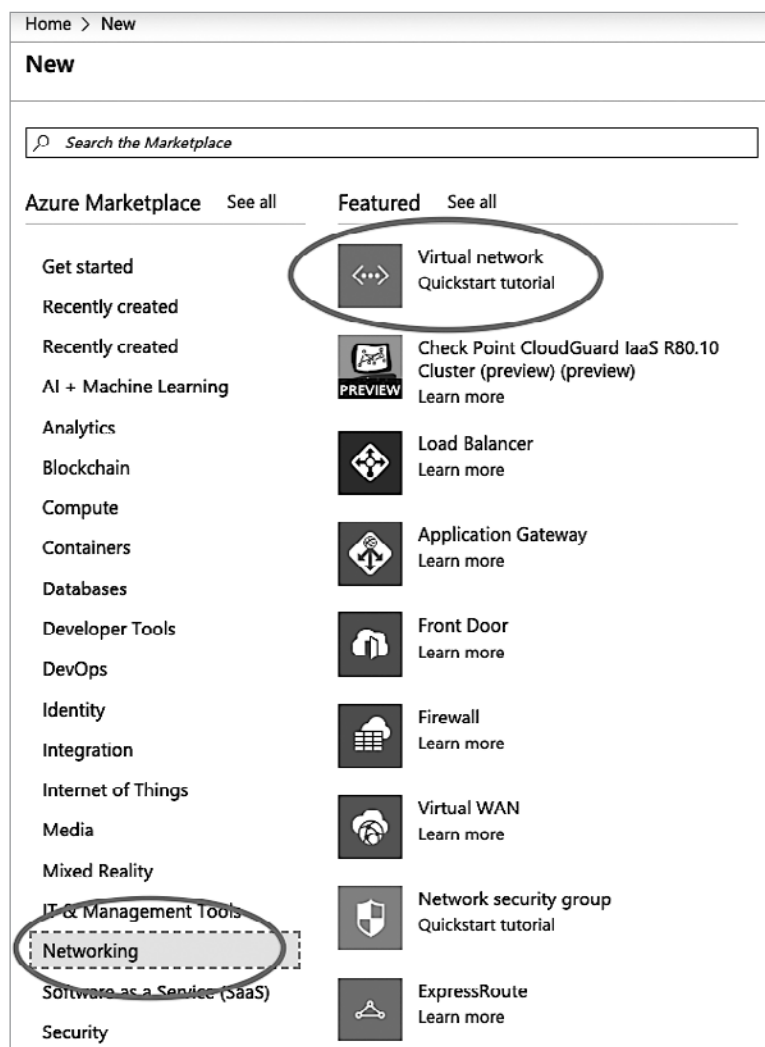 Home > New
New
Search the Marketplace
Azure Marketplace See all
Get started
Recently created
Recently created
AI + Machine Learning
Analytics
Blockchain
Compute
Containers
Databases
Developer Tools
DevOps
Identity
Integration
Internet of Things
Media
Mixed Reality
IT & Management Tools
Networking
Software as a Service (SaaS)
Security
Featured See all
Virtual network
Quickstart tutorial
PREVIEW
Check Point CloudGuard IaaS R80.10
Cluster (preview) (preview)
Learn more
Load Balancer
Learn more
Application Gateway
Learn more
Front Door
Learn more
Firewall
Learn more
Virtual WAN
Learn more
Network security group
Quickstart tutorial
ExpressRoute
Learn more